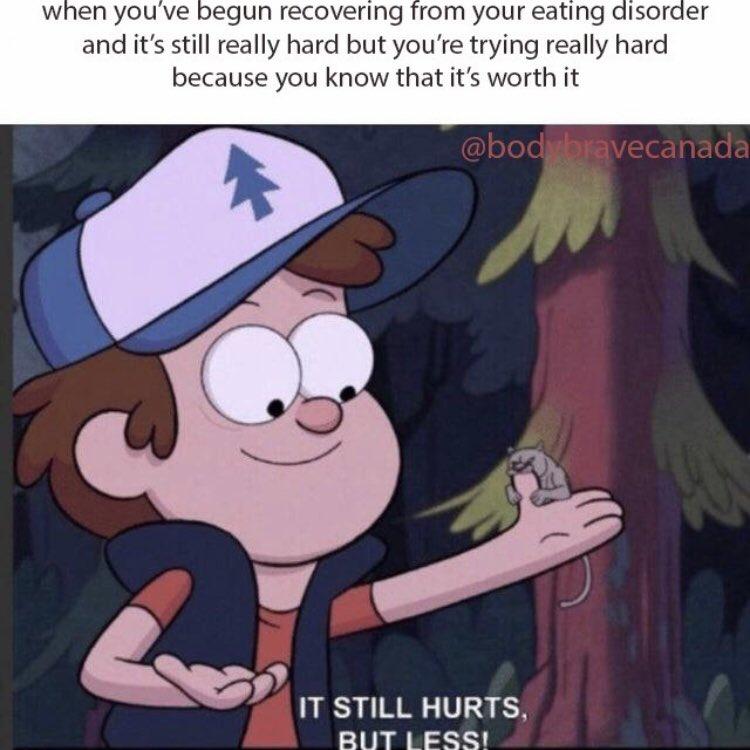 when you've begun recovering from your eating disorder
and it's still really hard but you're trying really hard
because you know that it's worth it
@bodybravecanada
IT STILL HURTS,
BUT LESS!